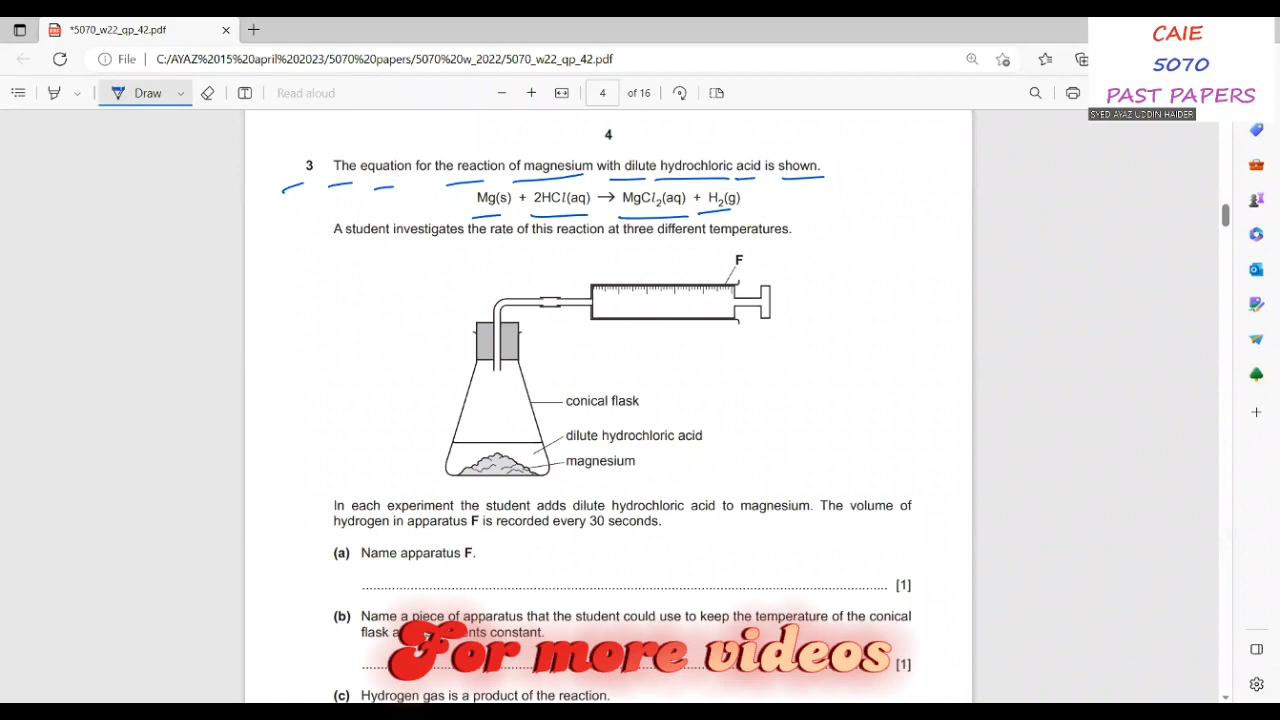 *5070_w22_qp_42.pdf
CAIE
5070
PAST PAPERS
SYED AYAZ UDDIN HAIDER
File C:/AYAZ%2015%20april%202023/5070%20papers/5070%20w_2022/5070_w22_qp_42.pdf
Draw Read aloud 4 of 16
4
3 The equation for the reaction of magnesium with dilute hydrochloric acid is shown.
Mg(s) + 2HCl(aq) → MgCl₂(aq) + H₂(g)
A student investigates the rate of this reaction at three different temperatures.
F
conical flask
dilute hydrochloric acid
magnesium
In each experiment the student adds dilute hydrochloric acid to magnesium. The volume of
hydrogen in apparatus F is recorded every 30 seconds.
(a) Name apparatus F.
[1]
(b) Name a piece of apparatus that the student could use to keep the temperature of the conical
flask constant.
For more videos
[1]
(c) Hydrogen gas is a product of the reaction.